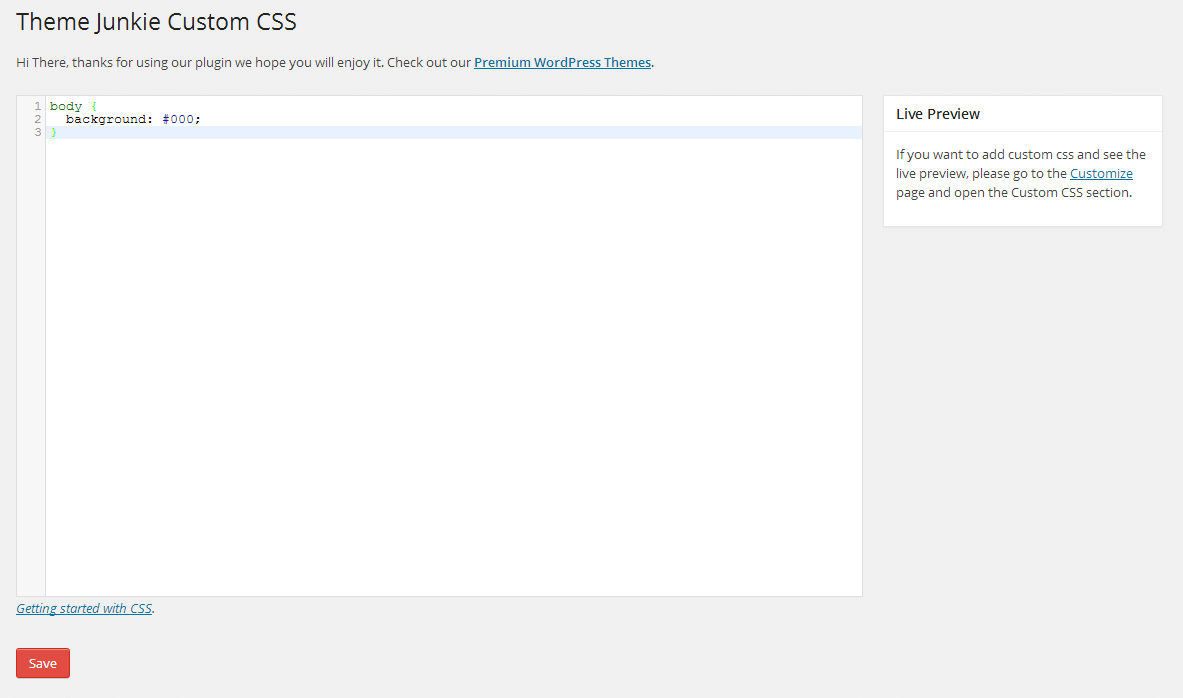 Theme Junkie Custom CSS
Hi There, thanks for using our plugin we hope you will enjoy it. Check out our Premium WordPress Themes.
1 body {
2   background: #000;
3 }
Getting started with CSS.
Save
Live Preview
If you want to add custom css and see the
live preview, please go to the Customize
page and open the Custom CSS section.